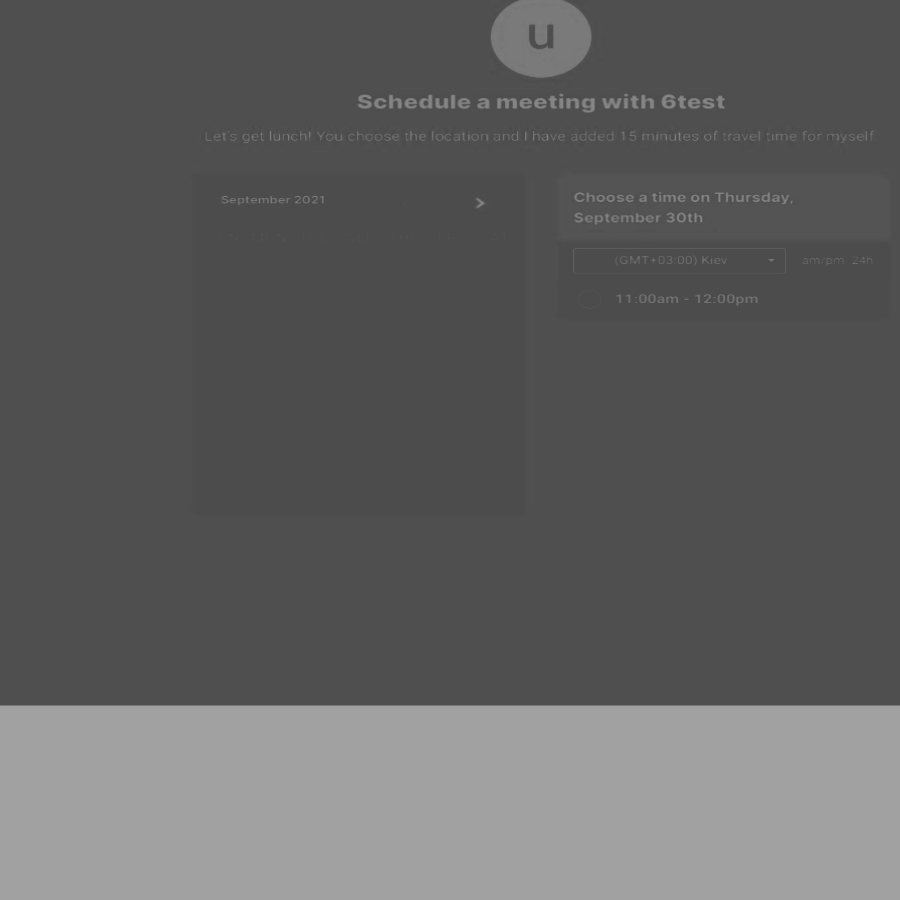 u
Schedule a meeting with 6test
Let's get lunch! You choose the location and I have added 15 minutes of travel time for myself
September 2021
Choose a time on Thursday,
September 30th
(GMT+03:00) Kiev
am/pm 24h
11:00am - 12:00pm